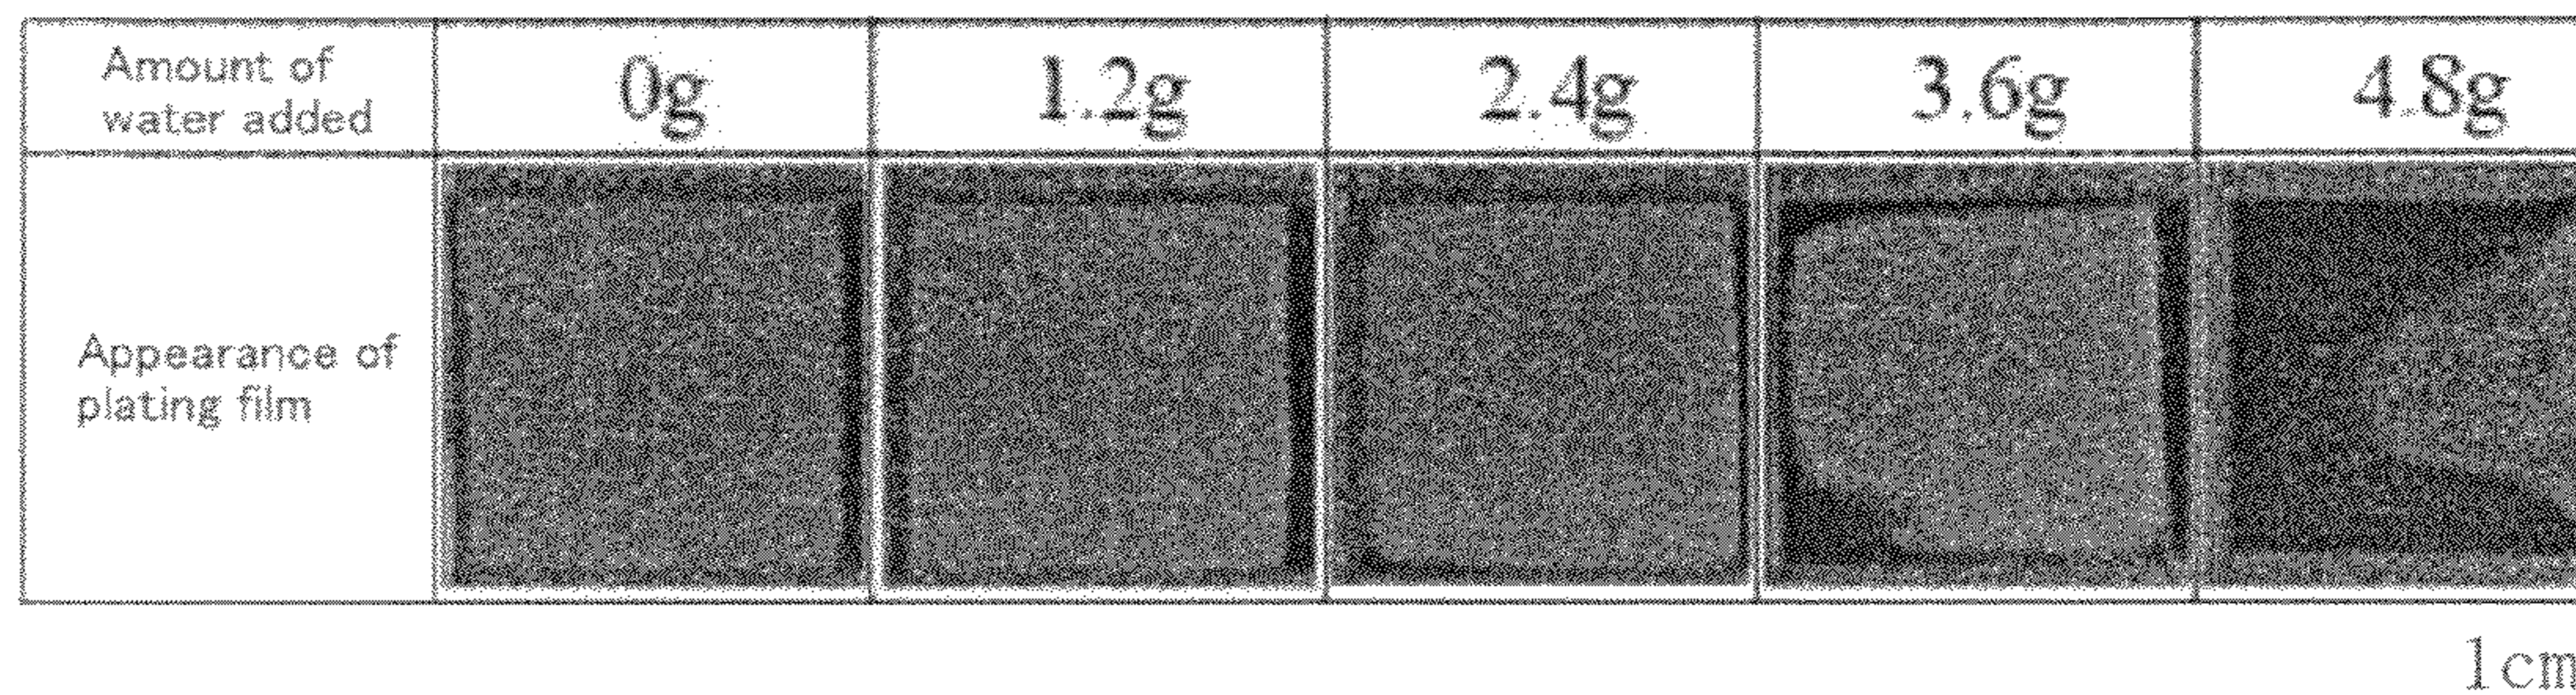 Amount of
water added
0g
1.2g
2.4g
3.6g
4.8g
Appearance of
plating film
1cm